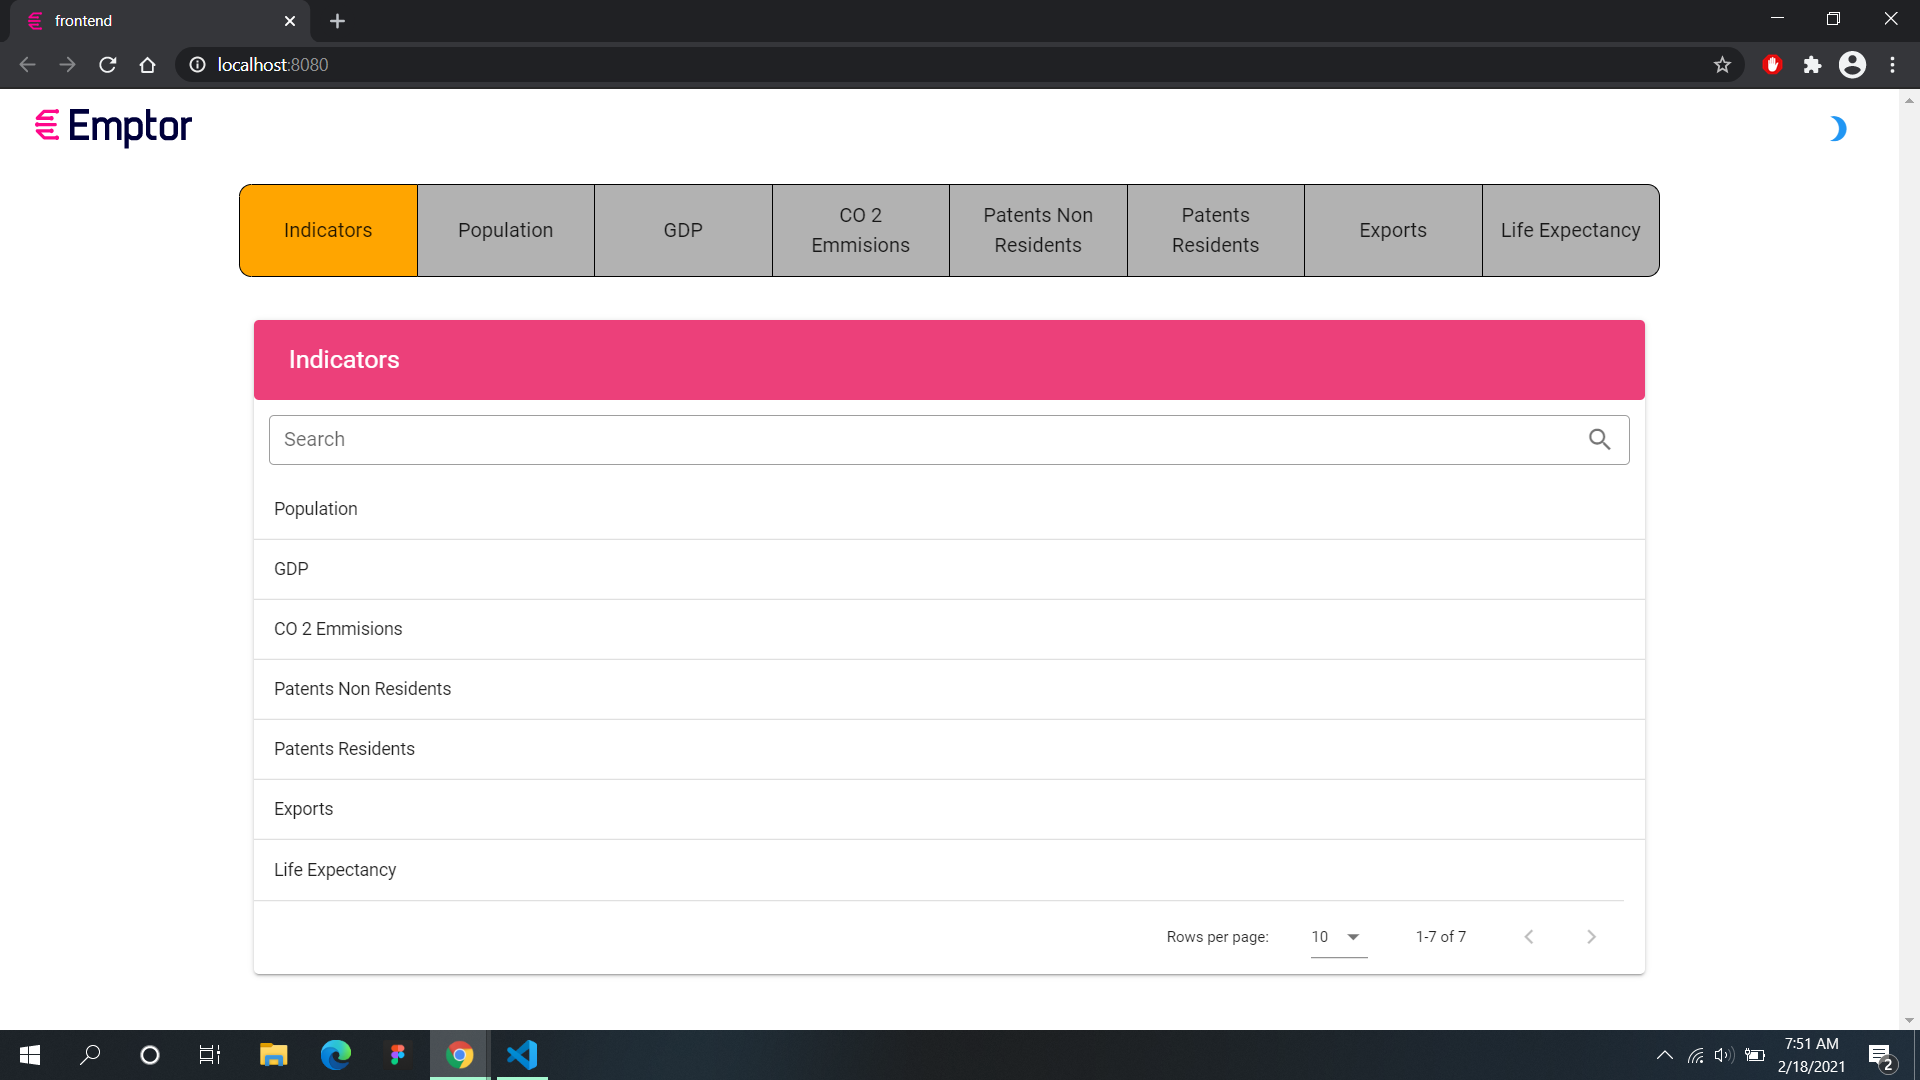 frontend
localhost:8080
Emptor
Indicators
Population
GDP
CO 2
Emmisions
Patents Non
Residents
Patents
Residents
Exports
Life Expectancy
Indicators
Search
Population
GDP
CO 2 Emmisions
Patents Non Residents
Patents Residents
Exports
Life Expectancy
Rows per page: 10 1-7 of 7
7:51 AM
2/18/2021
2